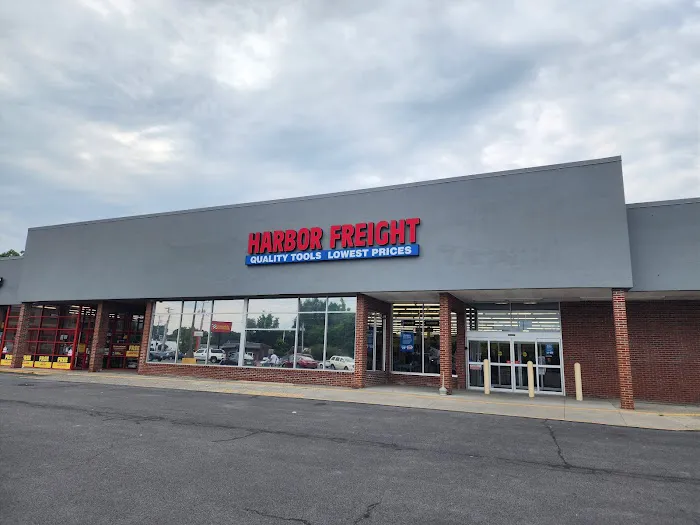 HARBOR FREIGHT
QUALITY TOOLS LOWEST PRICES